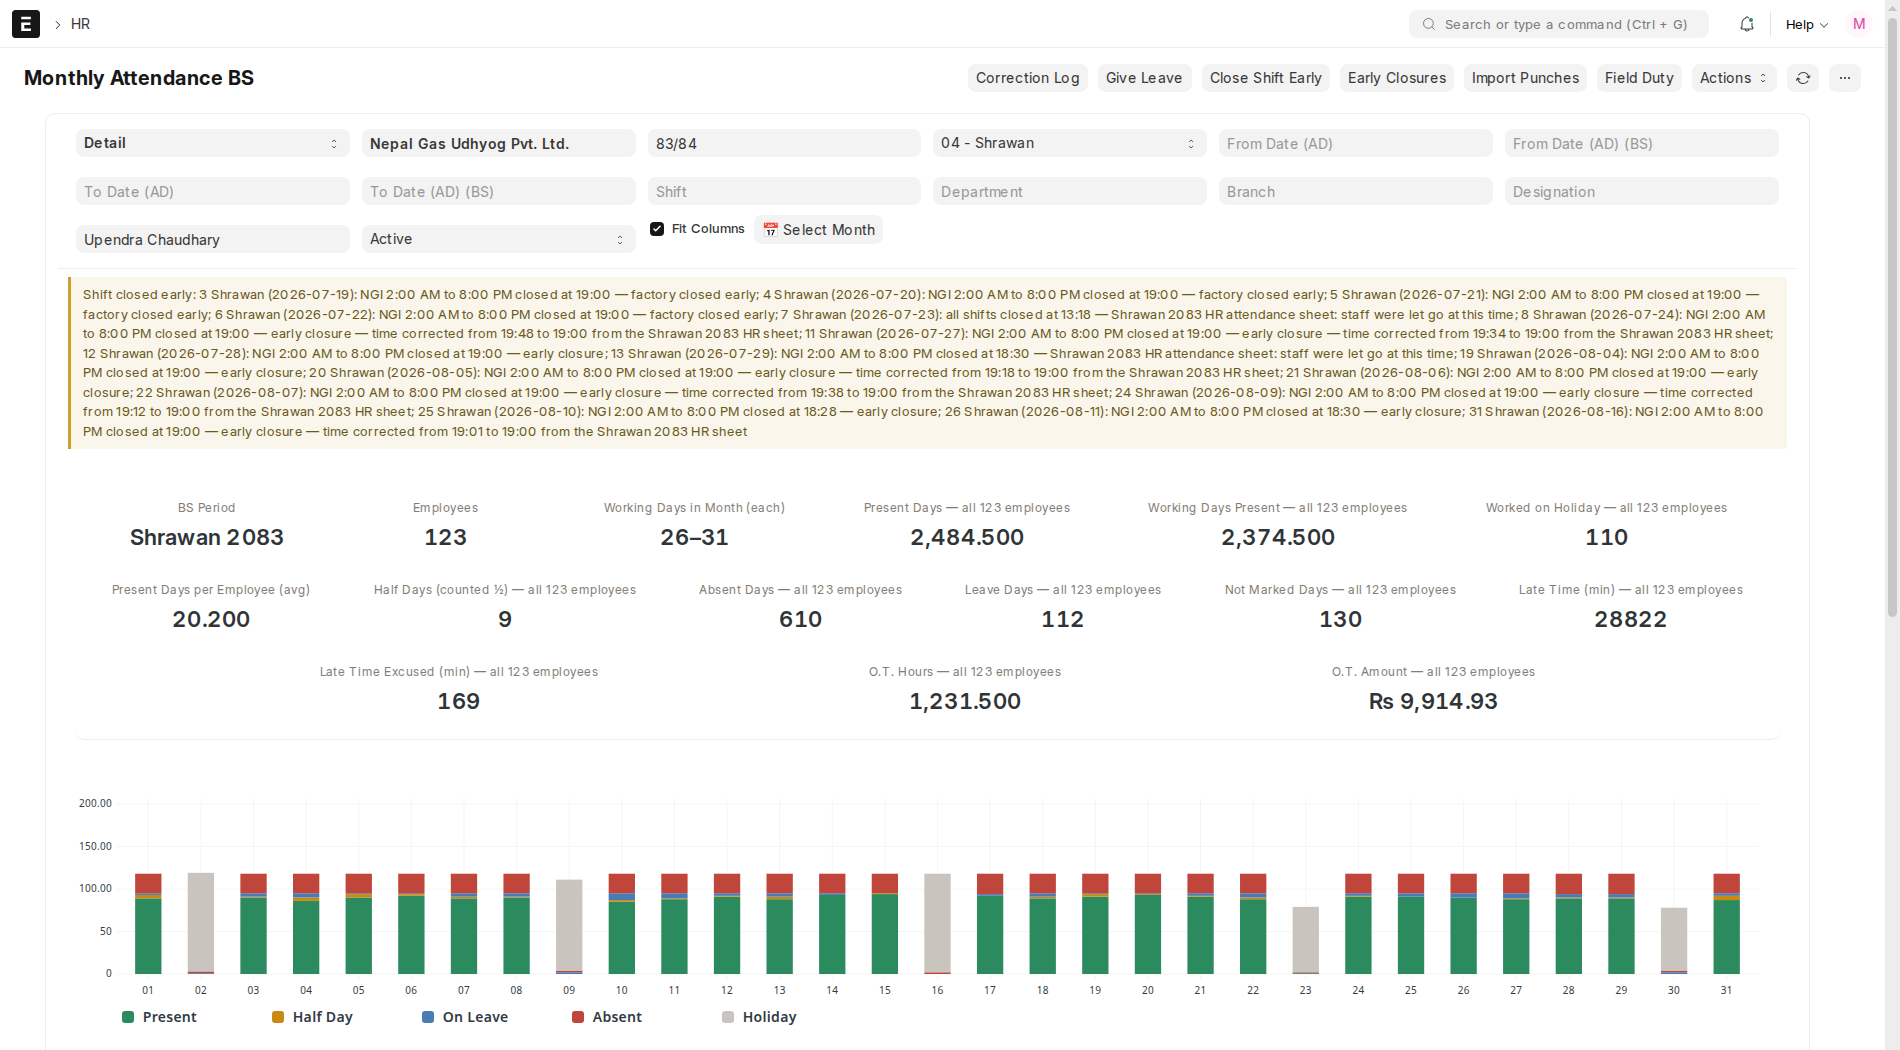 E
HR
Search or type a command (Ctrl + G)
Help
M
Monthly Attendance BS
Correction Log
Give Leave
Close Shift Early
Early Closures
Import Punches
Field Duty
Actions
Detail
Nepal Gas Udhyog Pvt. Ltd.
83/84
04 - Shrawan
From Date (AD)
From Date (AD) (BS)
To Date (AD)
To Date (AD) (BS)
Shift
Department
Branch
Designation
Upendra Chaudhary
Active
Fit Columns
📅 Select Month
Shift closed early: 3 Shrawan (2026-07-19): NGI 2:00 AM to 8:00 PM closed at 19:00 — factory closed early; 4 Shrawan (2026-07-20): NGI 2:00 AM to 8:00 PM closed at 19:00 — factory closed early; 5 Shrawan (2026-07-21): NGI 2:00 AM to 8:00 PM closed at 19:00 —
factory closed early; 6 Shrawan (2026-07-22): NGI 2:00 AM to 8:00 PM closed at 19:00 — factory closed early; 7 Shrawan (2026-07-23): all shifts closed at 13:18 — Shrawan 2083 HR attendance sheet: staff were let go at this time; 8 Shrawan (2026-07-24): NGI 2:00 AM
to 8:00 PM closed at 19:00 — early closure — time corrected from 19:48 to 19:00 from the Shrawan 2083 HR sheet; 11 Shrawan (2026-07-27): NGI 2:00 AM to 8:00 PM closed at 19:00 — early closure — time corrected from 19:34 to 19:00 from the Shrawan 2083 HR sheet;
12 Shrawan (2026-07-28): NGI 2:00 AM to 8:00 PM closed at 19:00 — early closure; 13 Shrawan (2026-07-29): NGI 2:00 AM to 8:00 PM closed at 18:30 — Shrawan 2083 HR attendance sheet: staff were let go at this time; 19 Shrawan (2026-08-04): NGI 2:00 AM to 8:00
PM closed at 19:00 — early closure; 20 Shrawan (2026-08-05): NGI 2:00 AM to 8:00 PM closed at 19:00 — early closure — time corrected from 19:18 to 19:00 from the Shrawan 2083 HR sheet; 21 Shrawan (2026-08-06): NGI 2:00 AM to 8:00 PM closed at 19:00 — early
closure; 22 Shrawan (2026-08-07): NGI 2:00 AM to 8:00 PM closed at 19:00 — early closure — time corrected from 19:38 to 19:00 from the Shrawan 2083 HR sheet; 24 Shrawan (2026-08-09): NGI 2:00 AM to 8:00 PM closed at 19:00 — early closure — time corrected
from 19:12 to 19:00 from the Shrawan 2083 HR sheet; 25 Shrawan (2026-08-10): NGI 2:00 AM to 8:00 PM closed at 18:28 — early closure; 26 Shrawan (2026-08-11): NGI 2:00 AM to 8:00 PM closed at 18:30 — early closure; 31 Shrawan (2026-08-16): NGI 2:00 AM to 8:00
PM closed at 19:00 — early closure — time corrected from 19:01 to 19:00 from the Shrawan 2083 HR sheet
BS Period
Shrawan 2083
Employees
123
Working Days in Month (each)
26–31
Present Days — all 123 employees
2,484.500
Working Days Present — all 123 employees
2,374.500
Worked on Holiday — all 123 employees
110
Present Days per Employee (avg)
20.200
Half Days (counted ½) — all 123 employees
9
Absent Days — all 123 employees
610
Leave Days — all 123 employees
112
Not Marked Days — all 123 employees
130
Late Time (min) — all 123 employees
28822
Late Time Excused (min) — all 123 employees
169
O.T. Hours — all 123 employees
1,231.500
O.T. Amount — all 123 employees
Rs 9,914.93
200.00
150.00
100.00
50
0
01 02 03 04 05 06 07 08 09 10 11 12 13 14 15 16 17 18 19 20 21 22 23 24 25 26 27 28 29 30 31
Present Half Day On Leave Absent Holiday